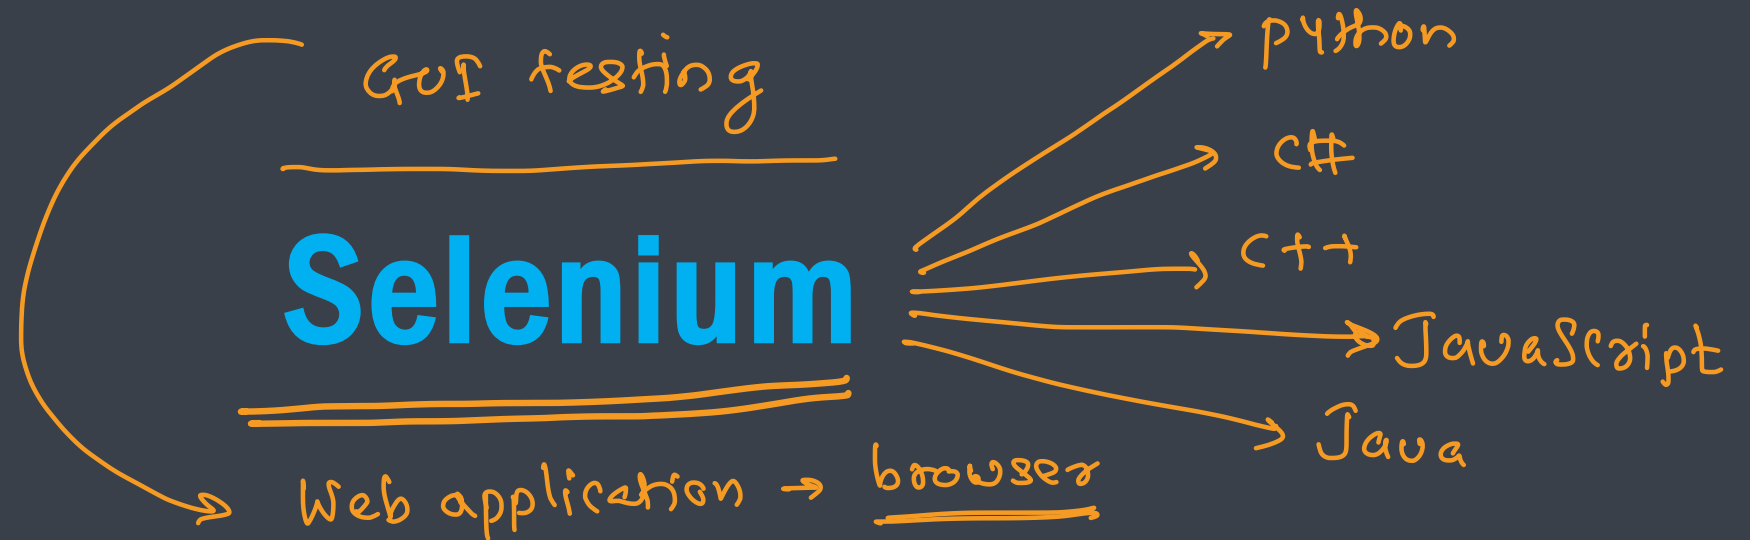 GUI testing
Selenium
Web application → browser
python
C#
C++
JavaScript
Java